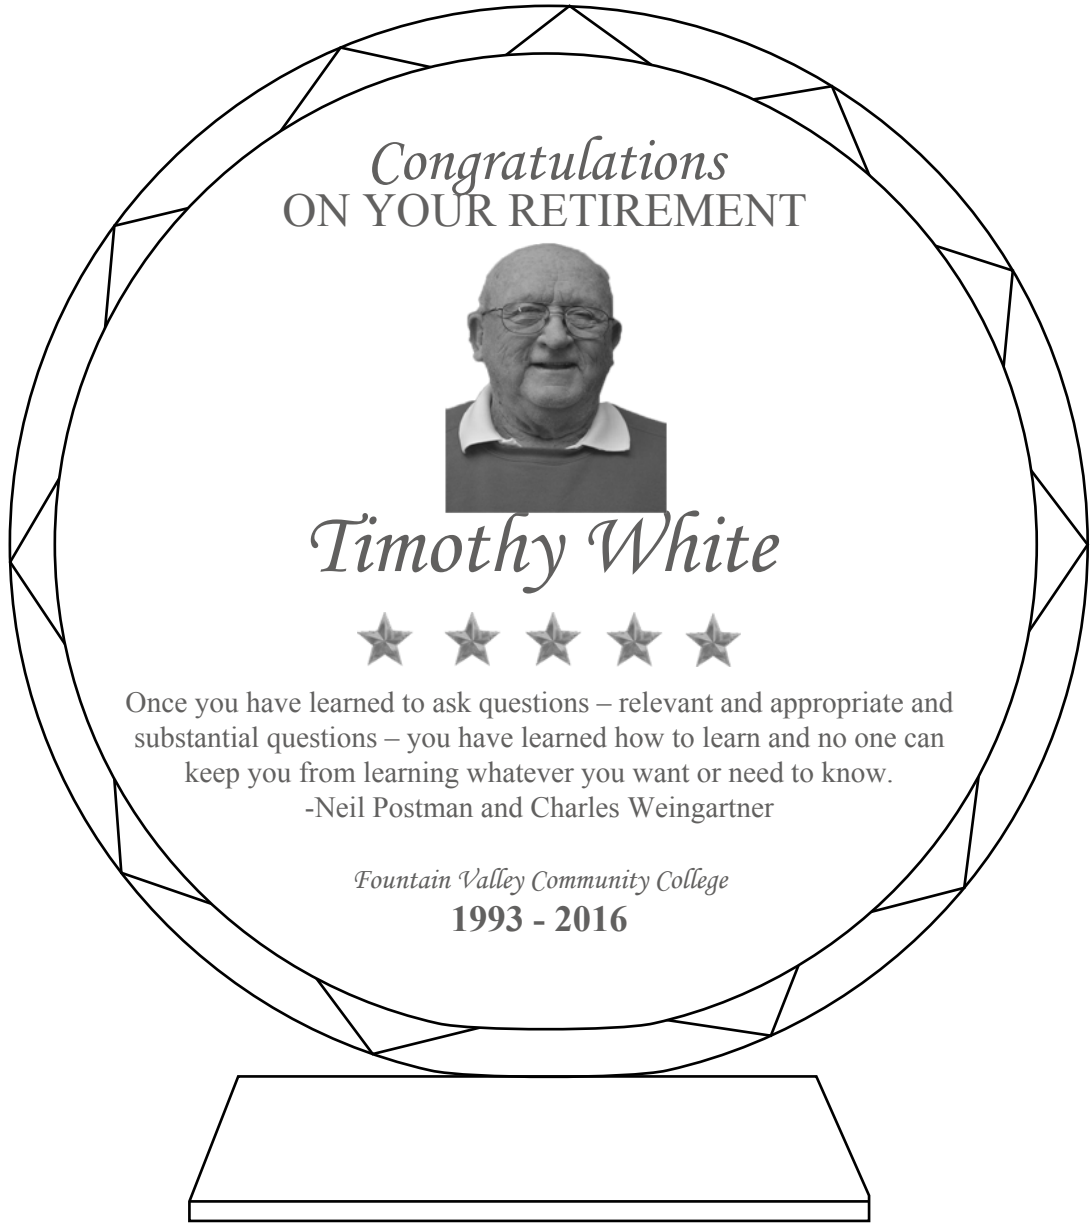 Congratulations
ON YOUR RETIREMENT
Timothy White
Once you have learned to ask questions – relevant and appropriate and
substantial questions – you have learned how to learn and no one can
keep you from learning whatever you want or need to know.
-Neil Postman and Charles Weingartner
Fountain Valley Community College
1993 - 2016